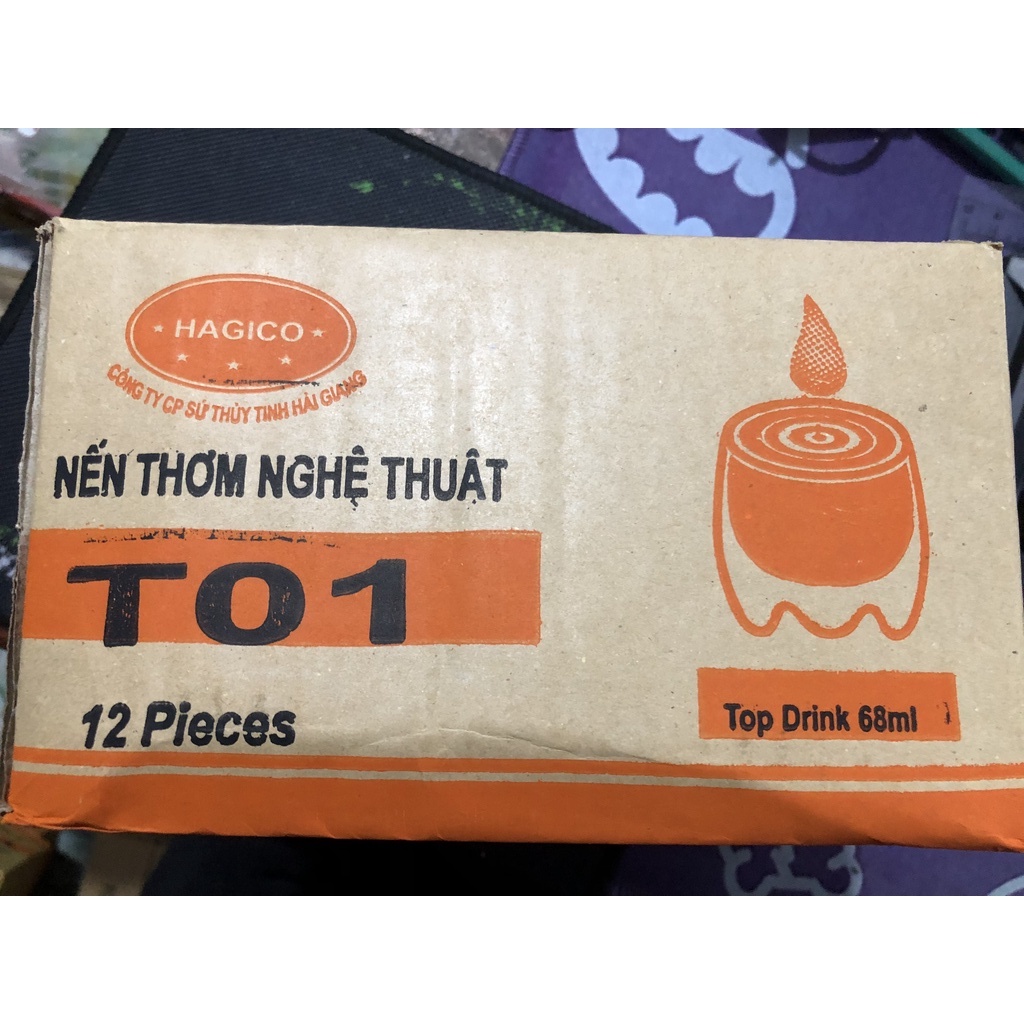 HAGICO
CÔNG TY CP SỨ THỦY TINH HẢI GIANG
NẾN THƠM NGHỆ THUẬT
T01
12 Pieces
Top Drink 68ml